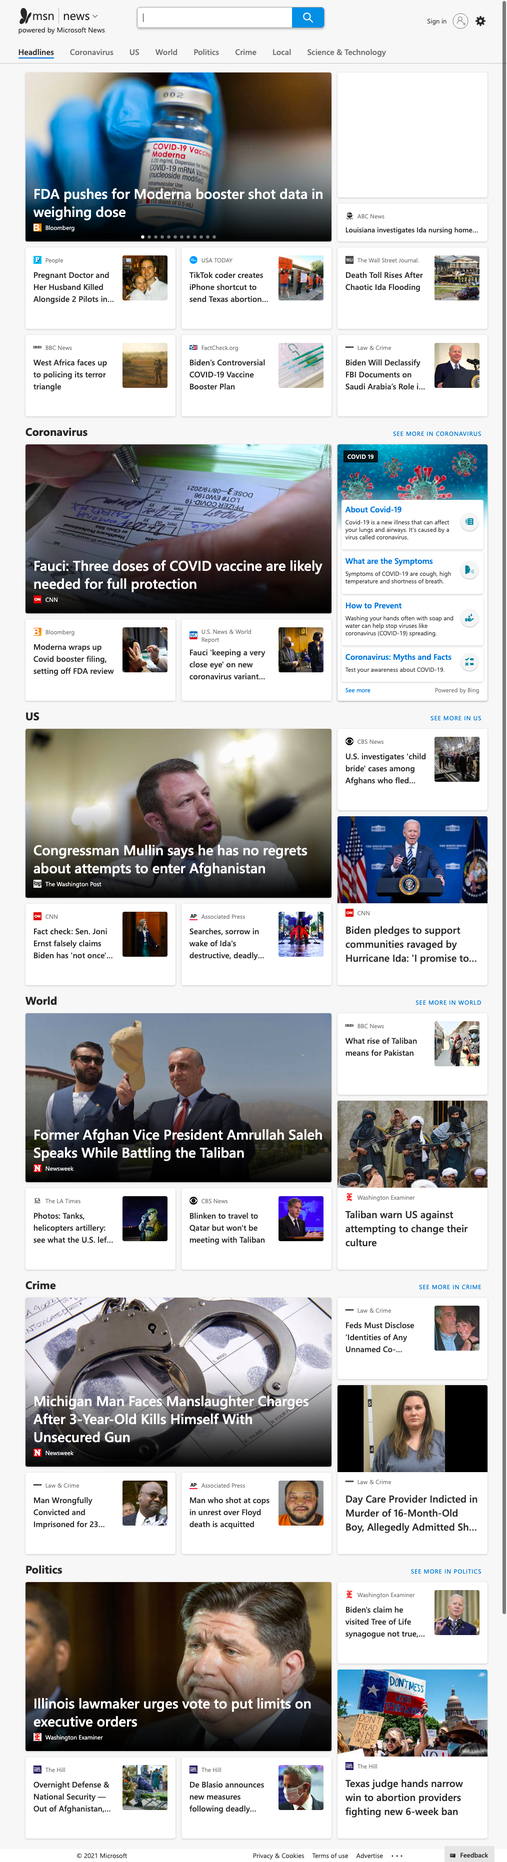 msn | news
powered by Microsoft News
Sign in
Headlines Coronavirus US World Politics Crime Local Science & Technology
FDA pushes for Moderna booster shot data in
weighing dose
Bloomberg
ABC News
Louisiana investigates Ida nursing home...
People
Pregnant Doctor and
Her Husband Killed
Alongside 2 Pilots in...
USA TODAY
TikTok coder creates
iPhone shortcut to
send Texas abortion...
The Wall Street Journal.
Death Toll Rises After
Chaotic Ida Flooding
BBC News
West Africa faces up
to policing its terror
triangle
FactCheck.org
Biden's Controversial
COVID-19 Vaccine
Booster Plan
Law & Crime
Biden Will Declassify
FBI Documents on
Saudi Arabia's Role i...
Coronavirus
SEE MORE IN CORONAVIRUS
Fauci: Three doses of COVID vaccine are likely
needed for full protection
CNN
COVID 19
About Covid-19
Covid-19 is a new illness that can affect
your lungs and airways. It's caused by a
virus called coronavirus.
What are the Symptoms
Symptoms of COVID-19 are cough, high
temperature and shortness of breath.
How to Prevent
Washing your hands often with soap and
water can help stop viruses like
coronavirus (COVID-19) spreading.
Coronavirus: Myths and Facts
Test your awareness about COVID-19.
See more
Powered by Bing
Bloomberg
Moderna wraps up
Covid booster filing,
setting off FDA review
U.S. News & World
Report
Fauci 'keeping a very
close eye' on new
coronavirus variant...
US
SEE MORE IN US
Congressman Mullin says he has no regrets
about attempts to enter Afghanistan
The Washington Post
CBS News
U.S. investigates 'child
bride' cases among
Afghans who fled...
CNN
Biden pledges to support
communities ravaged by
Hurricane Ida: 'I promise to...
CNN
Fact check: Sen. Joni
Ernst falsely claims
Biden has 'not once'...
Associated Press
Searches, sorrow in
wake of Ida's
destructive, deadly...
World
SEE MORE IN WORLD
Former Afghan Vice President Amrullah Saleh
Speaks While Battling the Taliban
Newsweek
BBC News
What rise of Taliban
means for Pakistan
Washington Examiner
Taliban warn US against
attempting to change their
culture
The LA Times
Photos: Tanks,
helicopters artillery:
see what the U.S. lef...
CBS News
Blinken to travel to
Qatar but won't be
meeting with Taliban
Crime
SEE MORE IN CRIME
Michigan Man Faces Manslaughter Charges
After 3-Year-Old Kills Himself With
Unsecured Gun
Newsweek
Law & Crime
Feds Must Disclose
'Identities of Any
Unnamed Co-...
Law & Crime
Day Care Provider Indicted in
Murder of 16-Month-Old
Boy, Allegedly Admitted Sh...
Law & Crime
Man Wrongfully
Convicted and
Imprisoned for 23...
Associated Press
Man who shot at cops
in unrest over Floyd
death is acquitted
Politics
SEE MORE IN POLITICS
Illinois lawmaker urges vote to put limits on
executive orders
Washington Examiner
Washington Examiner
Biden's claim he
visited Tree of Life
synagogue not true,...
The Hill
Texas judge hands narrow
win to abortion providers
fighting new 6-week ban
The Hill
Overnight Defense &
National Security —
Out of Afghanistan,...
The Hill
De Blasio announces
new measures
following deadly...
© 2021 Microsoft
Privacy & Cookies Terms of use Advertise
Feedback